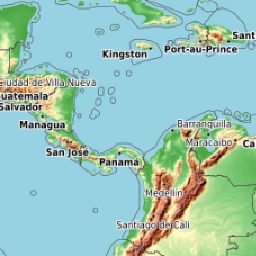 Sant
Port-au-Prince
Kingston
Ciudad de Villa Nueva
Guatemala
Salvador
Managua
Barranquilla
Maracaibo
Ca
San José
Panama
Medellín
Santiago de Cali